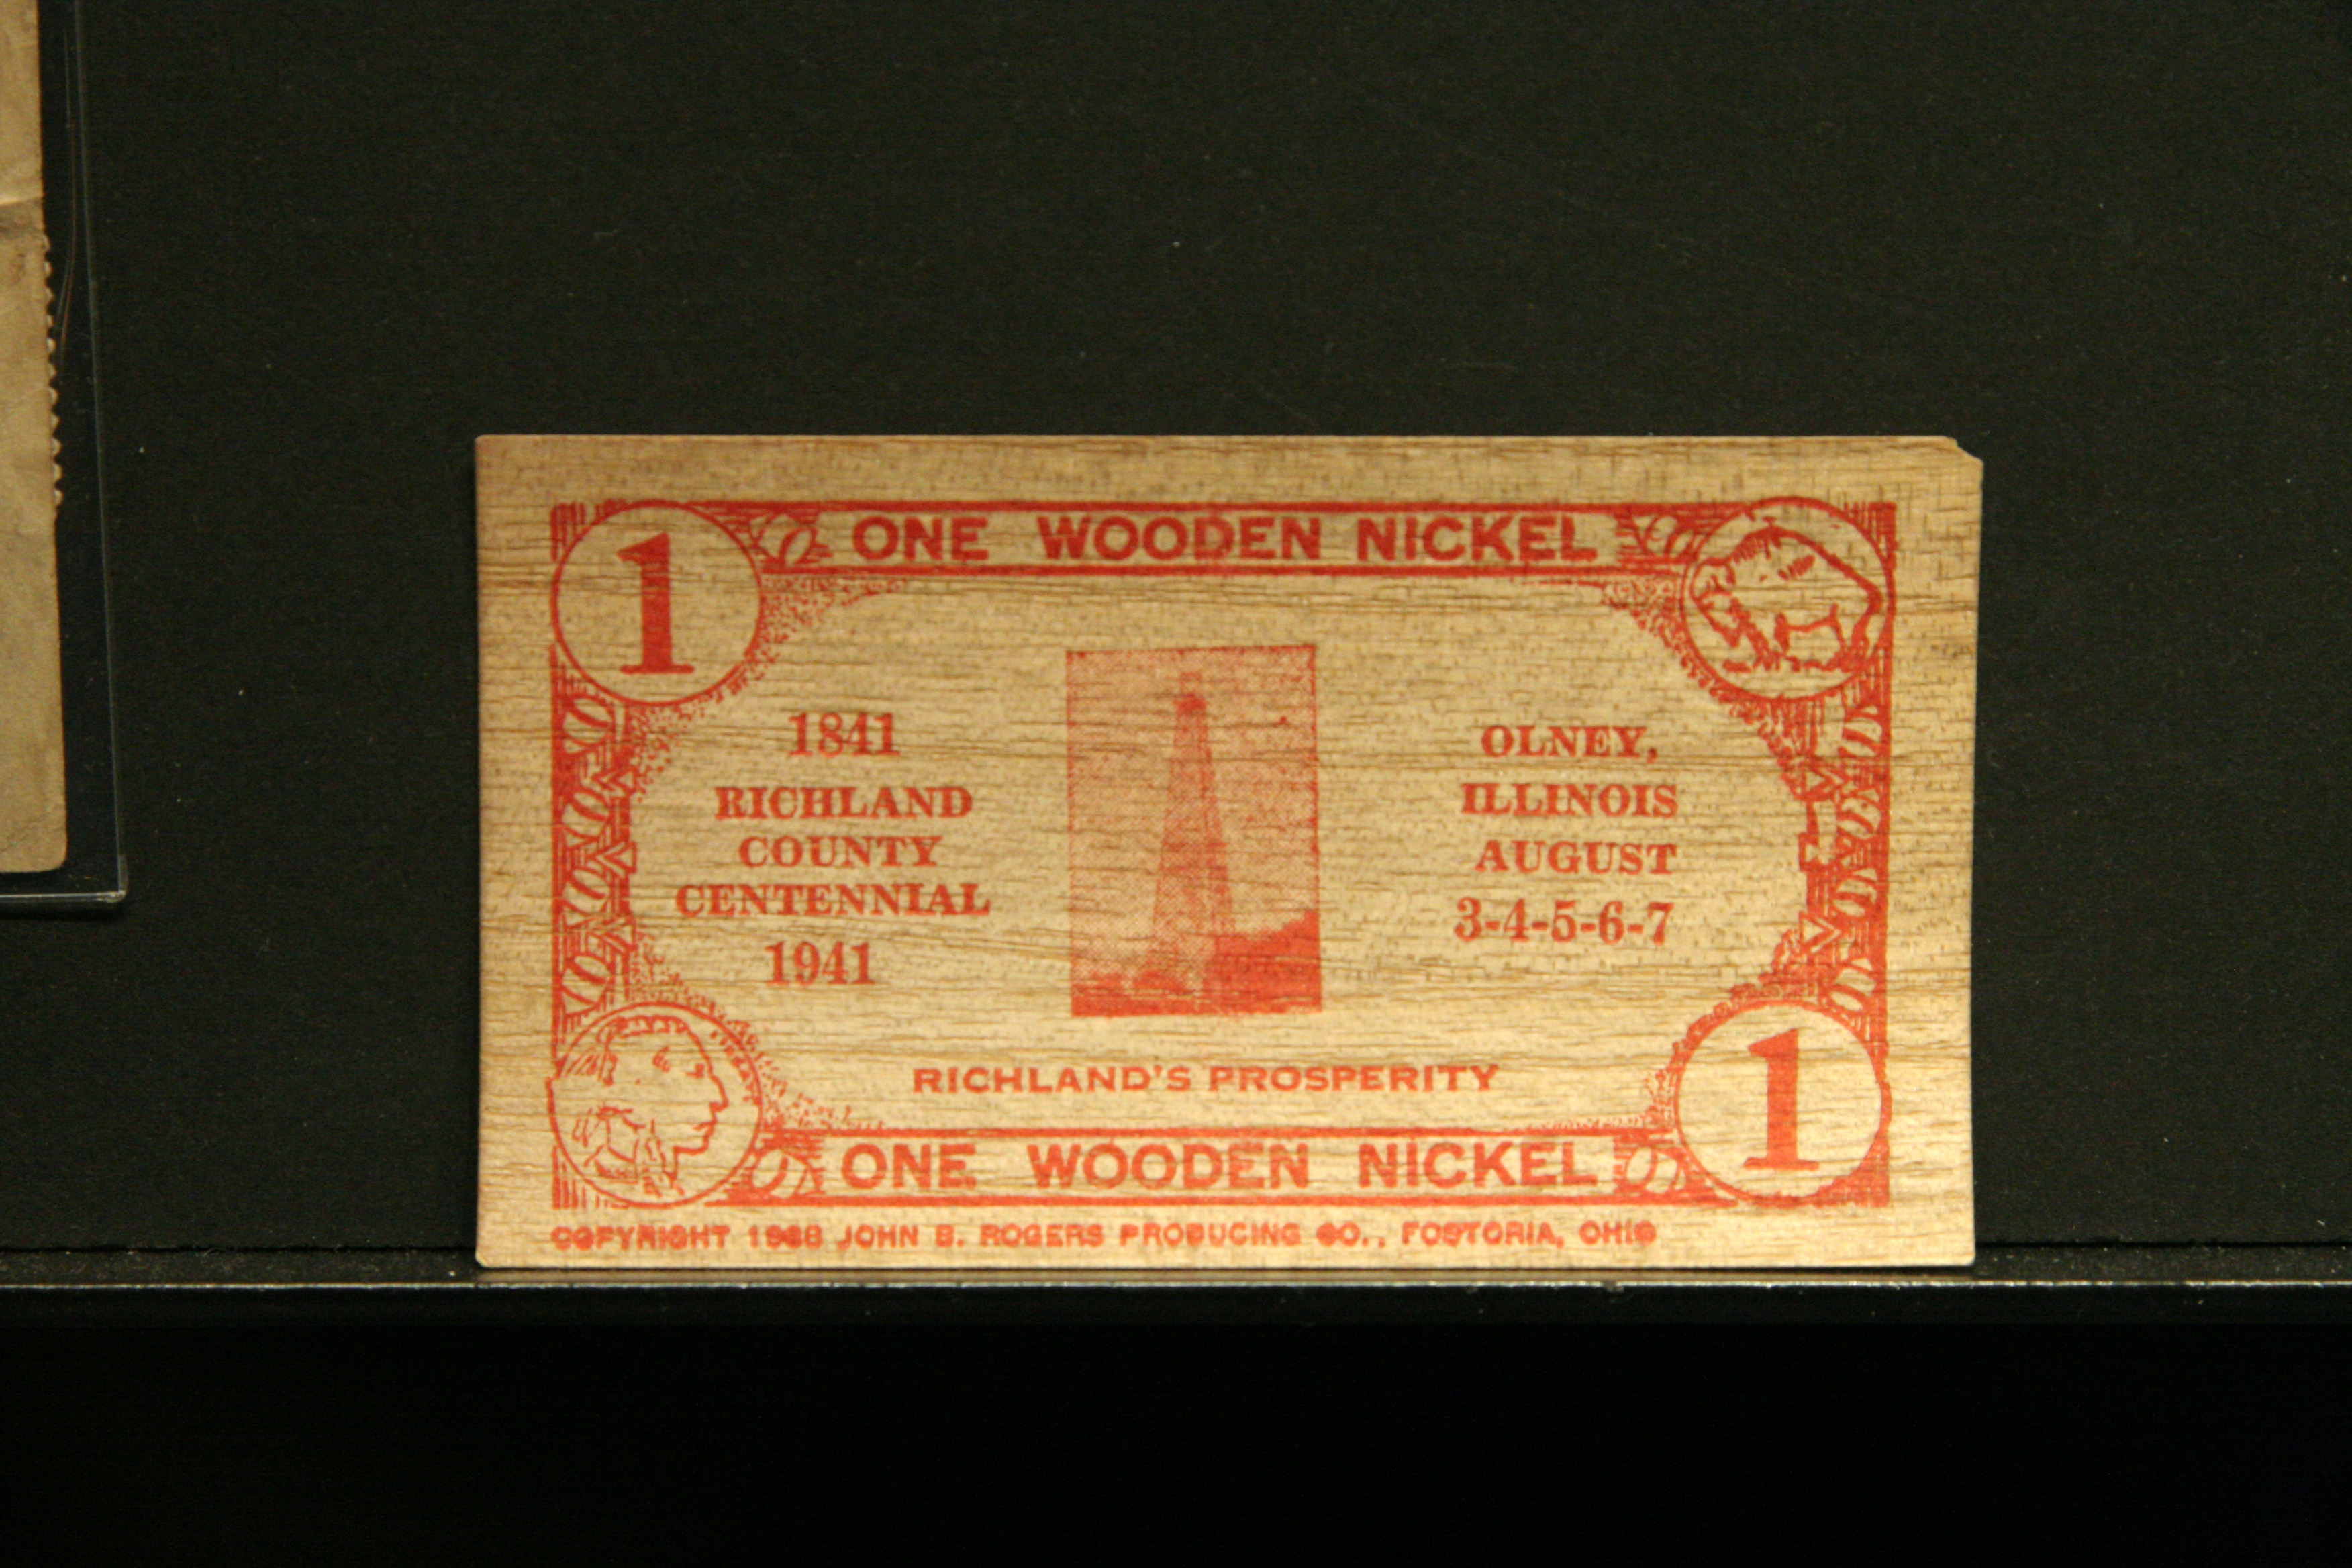 ONE WOODEN NICKEL
1
1841
RICHLAND
COUNTY
CENTENNIAL
1941
OLNEY,
ILLINOIS
AUGUST
3-4-5-6-7
RICHLAND'S PROSPERITY
1
ONE WOODEN NICKEL
COPYRIGHT JOHN B. ROGERS PRODUCING CO., FOSTORIA, OHIO